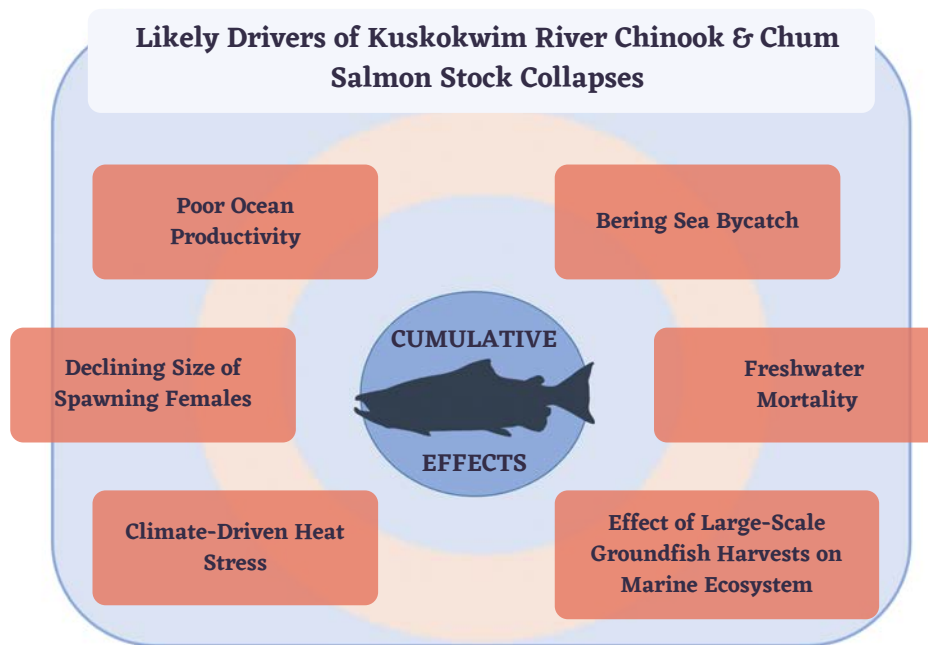 Likely Drivers of Kuskokwim River Chinook & Chum
Salmon Stock Collapses
Poor Ocean
Productivity
Bering Sea Bycatch
CUMULATIVE
Declining Size of
Spawning Females
Freshwater
Mortality
EFFECTS
Climate-Driven Heat
Stress
Effect of Large-Scale
Groundfish Harvests on
Marine Ecosystem